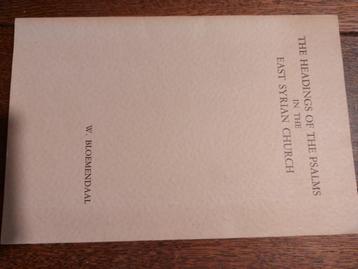 THE HEADINGS OF THE PSALMS
IN THE
EAST SYRIAN CHURCH
W. BLOEMENDAAL